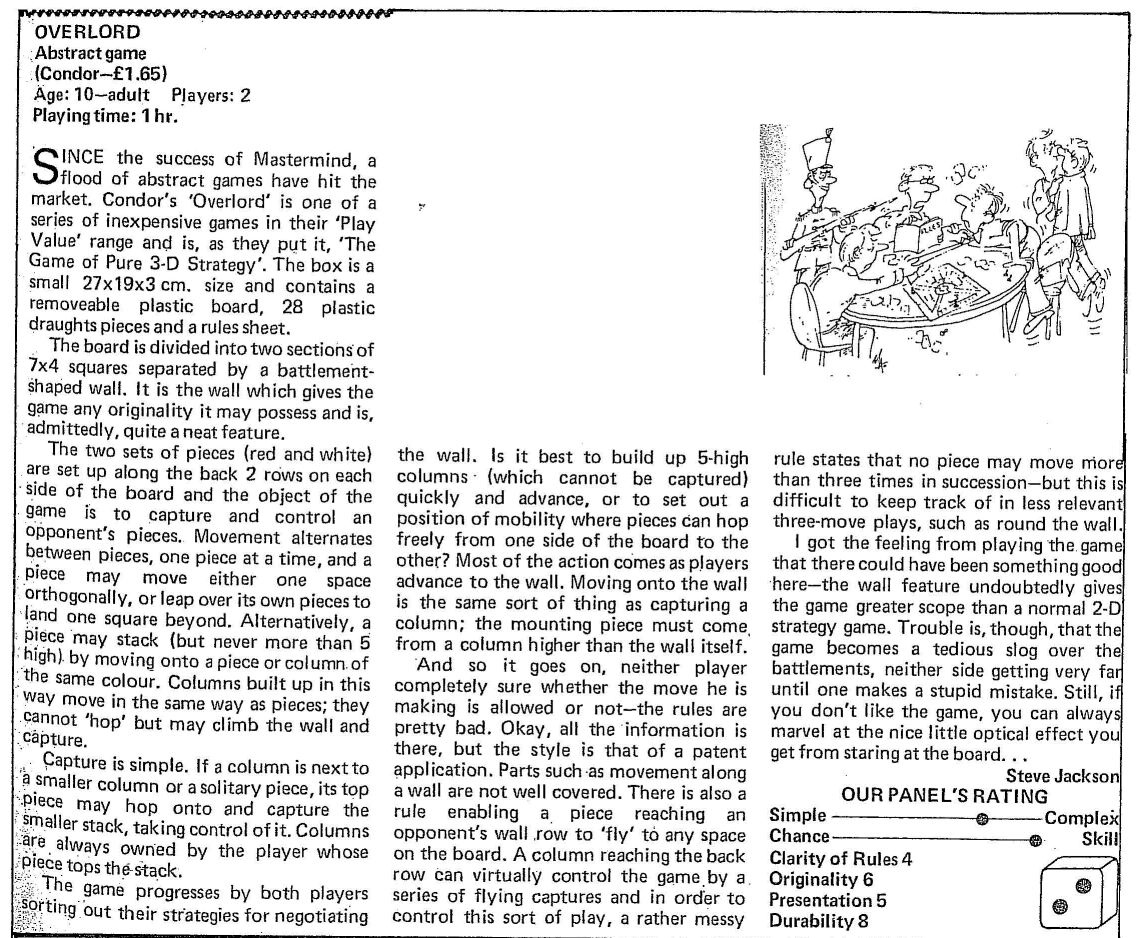 OVERLORD
Abstract game
(Condor—£1.65)
Age: 10—adult Players: 2
Playing time: 1 hr.
SINCE the success of Mastermind, a
flood of abstract games have hit the
market. Condor's 'Overlord' is one of a
series of inexpensive games in their 'Play
Value' range and is, as they put it, 'The
Game of Pure 3-D Strategy'. The box is a
small 27x19x3 cm. size and contains a
removeable plastic board, 28 plastic
draughts pieces and a rules sheet.
The board is divided into two sections of
7x4 squares separated by a battlement-
shaped wall. It is the wall which gives the
game any originality it may possess and is,
admittedly, quite a neat feature.
The two sets of pieces (red and white)
are set up along the back 2 rows on each
side of the board and the object of the
game is to capture and control an
opponent's pieces. Movement alternates
between pieces, one piece at a time, and a
piece may move either one space
orthogonally, or leap over its own pieces to
land one square beyond. Alternatively, a
piece may stack (but never more than 5
high) by moving onto a piece or column of
the same colour. Columns built up in this
way move in the same way as pieces; they
cannot 'hop' but may climb the wall and
capture.
Capture is simple. If a column is next to
a smaller column or a solitary piece, its top
piece may hop onto and capture the
smaller stack, taking control of it. Columns
are always owned by the player whose
piece tops the stack.
The game progresses by both players
sorting out their strategies for negotiating
the wall. Is it best to build up 5-high
columns (which cannot be captured)
quickly and advance, or to set out a
position of mobility where pieces can hop
freely from one side of the board to the
other? Most of the action comes as players
advance to the wall. Moving onto the wall
is the same sort of thing as capturing a
column; the mounting piece must come
from a column higher than the wall itself.
And so it goes on, neither player
completely sure whether the move he is
making is allowed or not—the rules are
pretty bad. Okay, all the information is
there, but the style is that of a patent
application. Parts such as movement along
a wall are not well covered. There is also a
rule enabling a piece reaching an
opponent's wall row to 'fly' to any space
on the board. A column reaching the back
row can virtually control the game by a
series of flying captures and in order to
control this sort of play, a rather messy
RULES
rule states that no piece may move more
than three times in succession—but this is
difficult to keep track of in less relevant
three-move plays, such as round the wall.
I got the feeling from playing the game
that there could have been something good
here—the wall feature undoubtedly gives
the game greater scope than a normal 2-D
strategy game. Trouble is, though, that the
game becomes a tedious slog over the
battlements, neither side getting very far
until one makes a stupid mistake. Still, if
you don't like the game, you can always
marvel at the nice little optical effect you
get from staring at the board...
Steve Jackson
OUR PANEL'S RATING
Simple Complex
Chance Skill
Clarity of Rules 4
Originality 6
Presentation 5
Durability 8